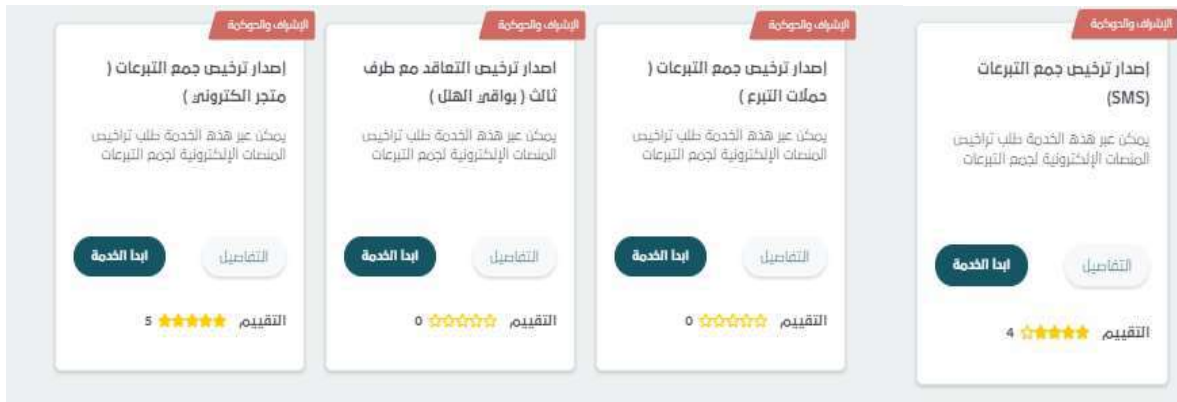 الإشراف والحوكمة
إصدار ترخيص جمع التبرعات
(SMS)
يمكن عبر هذه الخدمة طلب تراخيص
المنصات الإلكترونية لجمع التبرعات
التفاصيل
ابدأ الخدمة
التقييم 4
الإشراف والحوكمة
إصدار ترخيص جمع التبرعات (
حملات التبرع )
يمكن عبر هذه الخدمة طلب تراخيص
المنصات الإلكترونية لجمع التبرعات
التفاصيل
ابدأ الخدمة
التقييم 0
الإشراف والحوكمة
اصدار ترخيص التعاقد مع طرف
ثالث ( بواقي الهلل )
يمكن عبر هذه الخدمة طلب تراخيص
المنصات الإلكترونية لجمع التبرعات
التفاصيل
ابدأ الخدمة
التقييم 0
الإشراف والحوكمة
إصدار ترخيص جمع التبرعات (
متجر الكتروني )
يمكن عبر هذه الخدمة طلب تراخيص
المنصات الإلكترونية لجمع التبرعات
التفاصيل
ابدأ الخدمة
التقييم 5